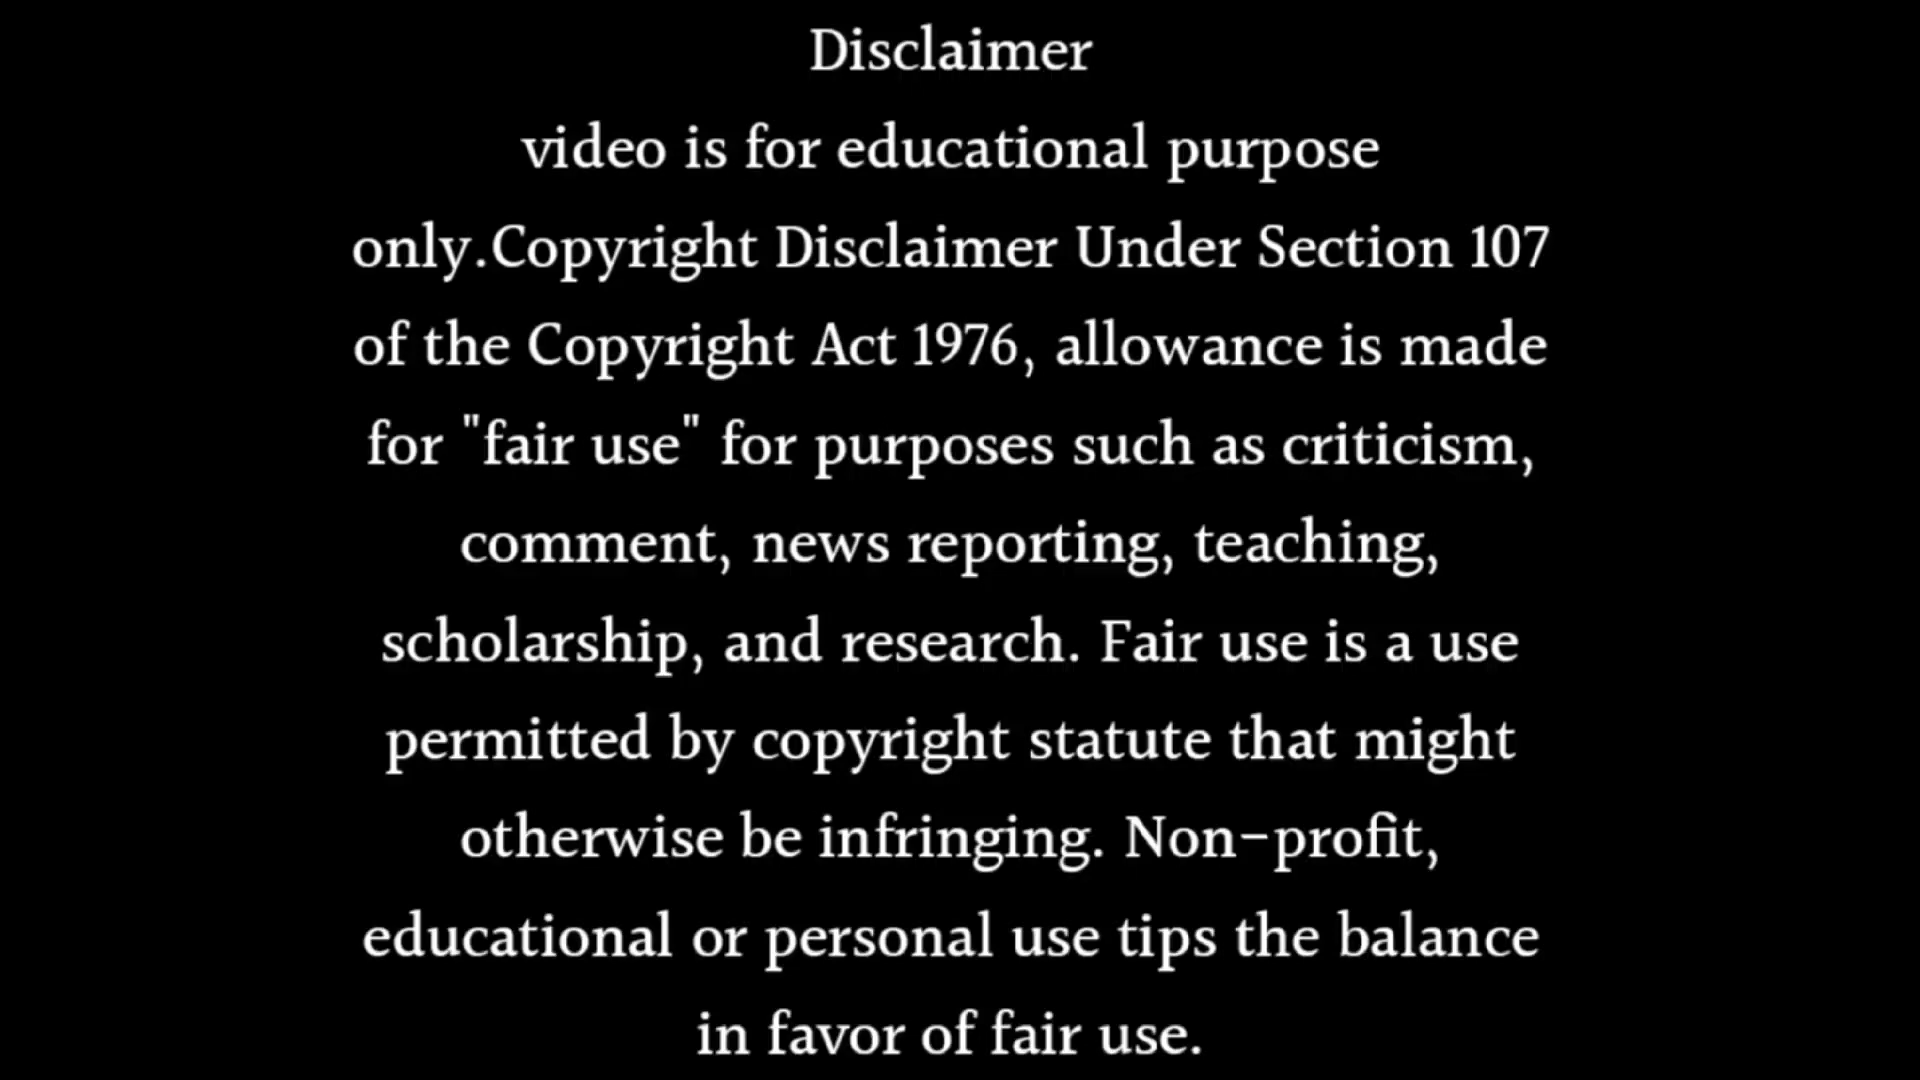 Disclaimer
video is for educational purpose
only.Copyright Disclaimer Under Section 107
of the Copyright Act 1976, allowance is made
for "fair use" for purposes such as criticism,
comment, news reporting, teaching,
scholarship, and research. Fair use is a use
permitted by copyright statute that might
otherwise be infringing. Non-profit,
educational or personal use tips the balance
in favor of fair use.